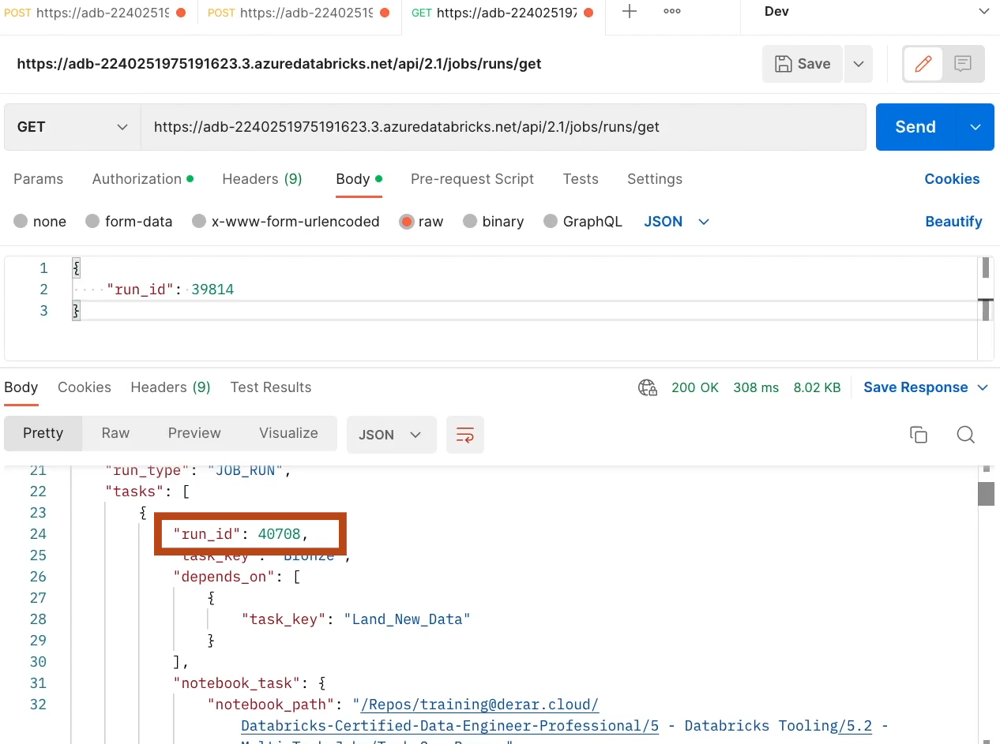 POST https://adb-22402519 POST https://adb-22402519 GET https://adb-224025197 Dev
https://adb-2240251975191623.3.azuredatabricks.net/api/2.1/jobs/runs/get Save
GET https://adb-2240251975191623.3.azuredatabricks.net/api/2.1/jobs/runs/get Send
Params Authorization Headers (9) Body Pre-request Script Tests Settings Cookies
none form-data x-www-form-urlencoded raw binary GraphQL JSON Beautify
1 {
2 "run_id": 39814
3 }
Body Cookies Headers (9) Test Results 200 OK 308 ms 8.02 KB Save Response
Pretty Raw Preview Visualize JSON
21 "run_type": "JOB_RUN",
22 "tasks": [
23 {
24 "run_id": 40708,
25 "task_key": "Bronze",
26 "depends_on": [
27 {
28 "task_key": "Land_New_Data"
29 }
30 ],
31 "notebook_task": {
32 "notebook_path": "/Repos/training@derar.cloud/
Databricks-Certified-Data-Engineer-Professional/5 - Databricks Tooling/5.2 -